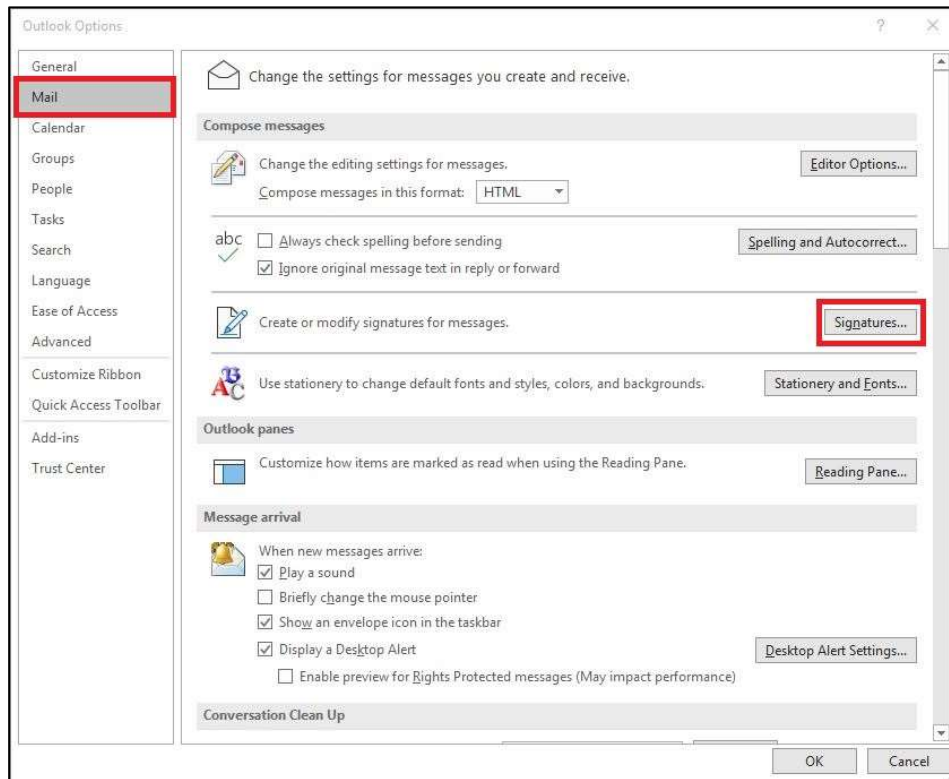 Outlook Options
?
General
Mail
Calendar
Groups
People
Tasks
Search
Language
Ease of Access
Advanced
Customize Ribbon
Quick Access Toolbar
Add-ins
Trust Center
Change the settings for messages you create and receive.
Compose messages
Change the editing settings for messages.
Editor Options...
Compose messages in this format: HTML
abc
Always check spelling before sending
Spelling and Autocorrect...
Ignore original message text in reply or forward
Create or modify signatures for messages.
Signatures...
Use stationery to change default fonts and styles, colors, and backgrounds.
Stationery and Fonts...
Outlook panes
Customize how items are marked as read when using the Reading Pane.
Reading Pane...
Message arrival
When new messages arrive:
Play a sound
Briefly change the mouse pointer
Show an envelope icon in the taskbar
Display a Desktop Alert
Desktop Alert Settings...
Enable preview for Rights Protected messages (May impact performance)
Conversation Clean Up
OK
Cancel